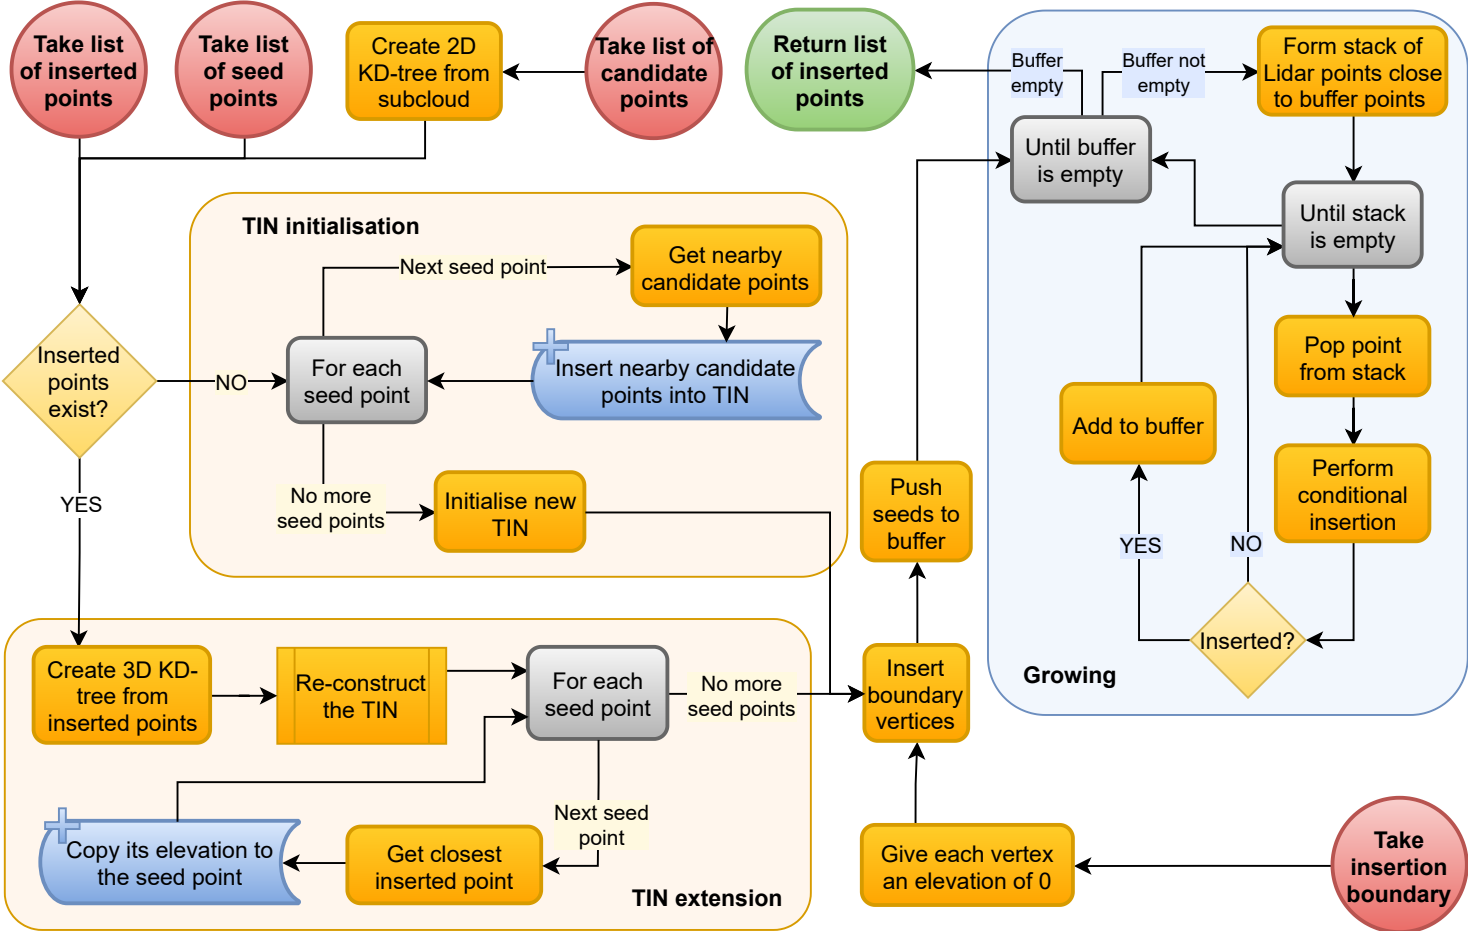 Take list
of inserted
points
Take list
of seed
points
Create 2D
KD-tree from
subcloud
Take list of
candidate
points
Return list
of inserted
points
Buffer
empty
Buffer not
empty
Form stack of
Lidar points close
to buffer points
Until buffer
is empty
Until stack
is empty
TIN initialisation
Next seed point
Get nearby
candidate points
Inserted
points
exist?
NO
For each
seed point
Insert nearby candidate
points into TIN
Pop point
from stack
Add to buffer
YES
No more
seed points
Initialise new
TIN
Push
seeds to
buffer
Perform
conditional
insertion
YES
NO
Inserted?
Growing
Create 3D KD-
tree from
inserted points
Re-construct
the TIN
For each
seed point
No more
seed points
Insert
boundary
vertices
Next seed
point
Copy its elevation to
the seed point
Get closest
inserted point
TIN extension
Give each vertex
an elevation of 0
Take
insertion
boundary